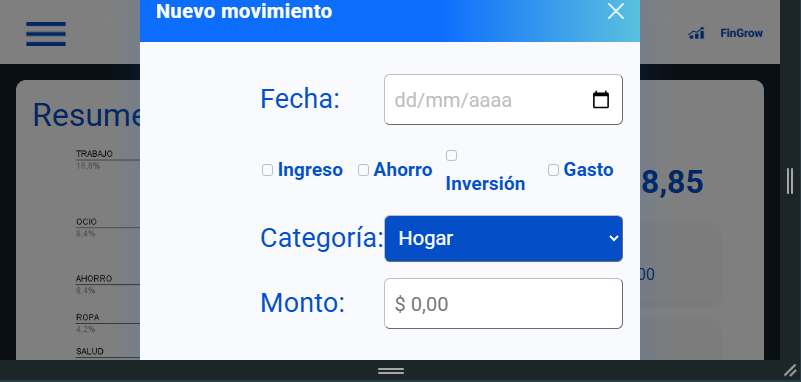 Nuevo movimiento
FinGrow
Resume
Fecha: dd/mm/aaaa
Ingreso Ahorro Inversión Gasto
Categoría: Hogar
Monto: $ 0,00
TRABAJO
16,8%
OCIO
8,4%
AHORRO
8,4%
ROPA
4,2%
SALUD
8,85
00